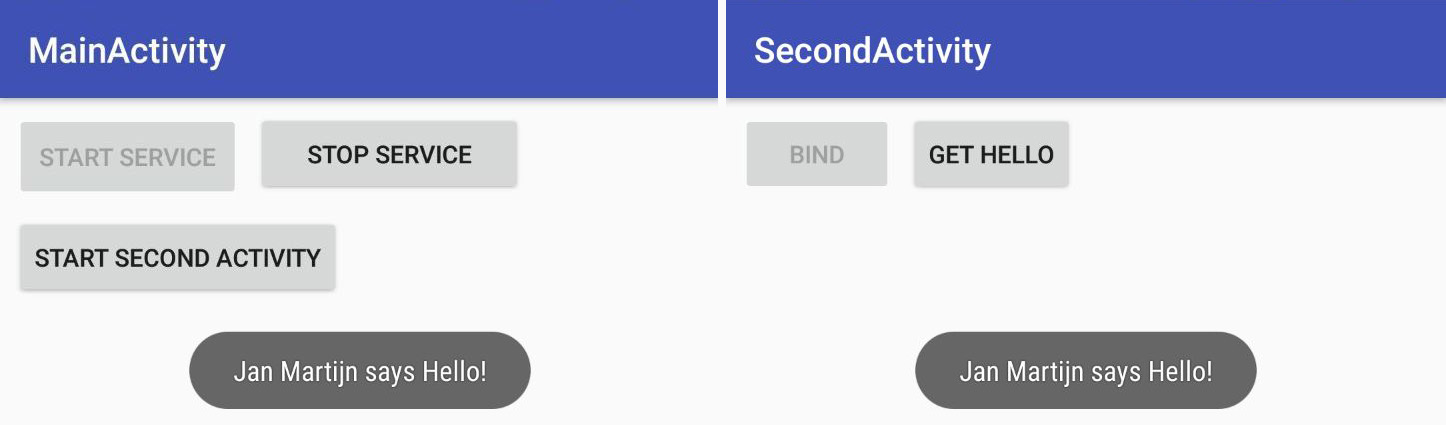 MainActivity
START SERVICE
STOP SERVICE
START SECOND ACTIVITY
Jan Martijn says Hello!
SecondActivity
BIND
GET HELLO
Jan Martijn says Hello!